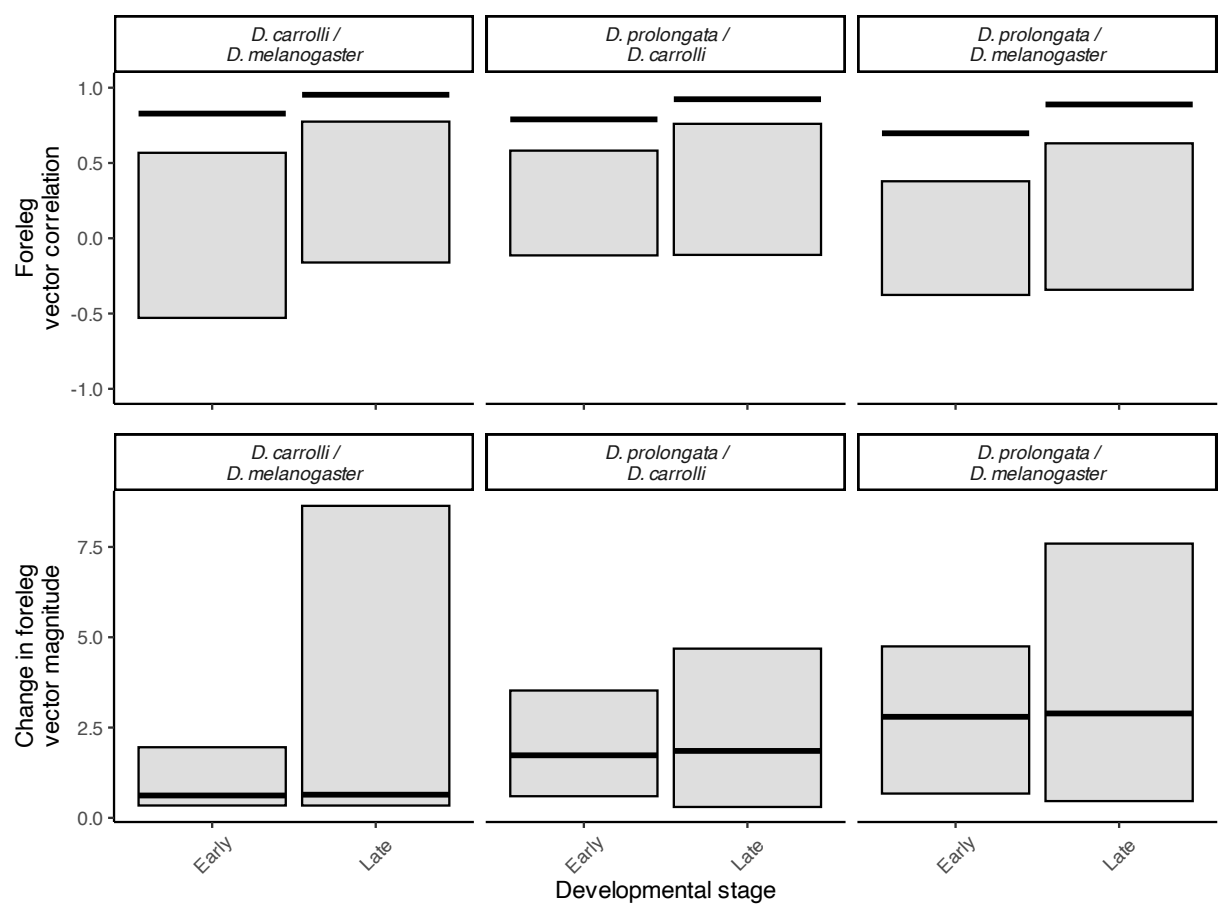 D. carrolli /
D. melanogaster
D. prolongata /
D. carrolli
D. prolongata /
D. melanogaster
Foreleg
vector correlation
1.0
0.5
0.0
-0.5
-1.0
D. carrolli /
D. melanogaster
D. prolongata /
D. carrolli
D. prolongata /
D. melanogaster
Change in foreleg
vector magnitude
7.5
5.0
2.5
0.0
Early
Late
Early
Late
Early
Late
Developmental stage